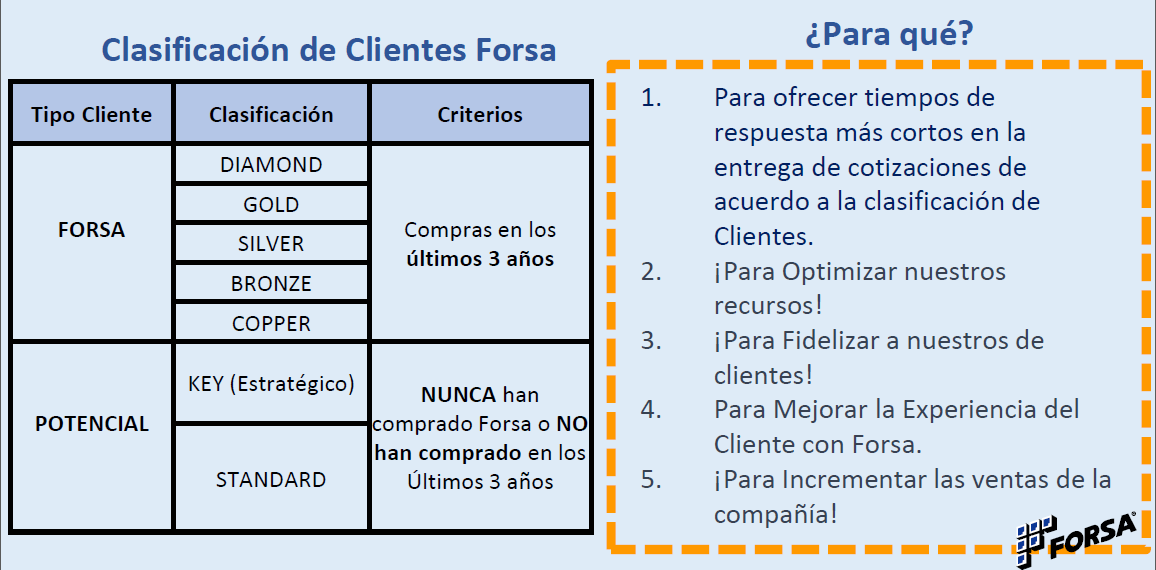 Clasificación de Clientes Forsa
Tipo Cliente
Clasificación
Criterios
FORSA
DIAMOND
GOLD
SILVER
BRONZE
COPPER
Compras en los
últimos 3 años
POTENCIAL
KEY (Estratégico)
STANDARD
NUNCA han
comprado Forsa o NO
han comprado en los
Últimos 3 años
¿Para qué?
1. Para ofrecer tiempos de
respuesta más cortos en la
entrega de cotizaciones de
acuerdo a la clasificación de
Clientes.
2. ¡Para Optimizar nuestros
recursos!
3. ¡Para Fidelizar a nuestros de
clientes!
4. Para Mejorar la Experiencia del
Cliente con Forsa.
5. ¡Para Incrementar las ventas de la
compañía!
FORSA®